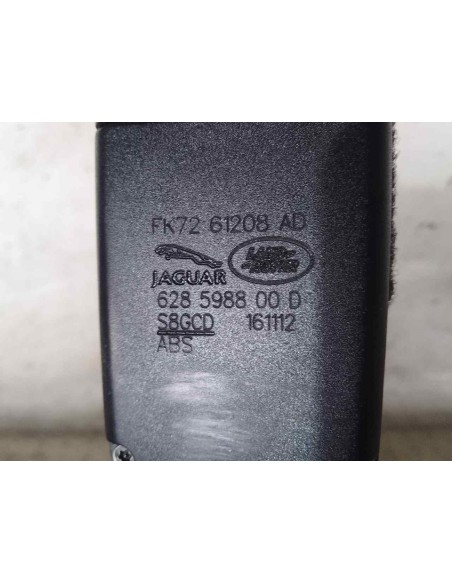 FK72 61208 AD
JAGUAR LAND ROVER
628 5988 00 D
S8GCD 161112
ABS